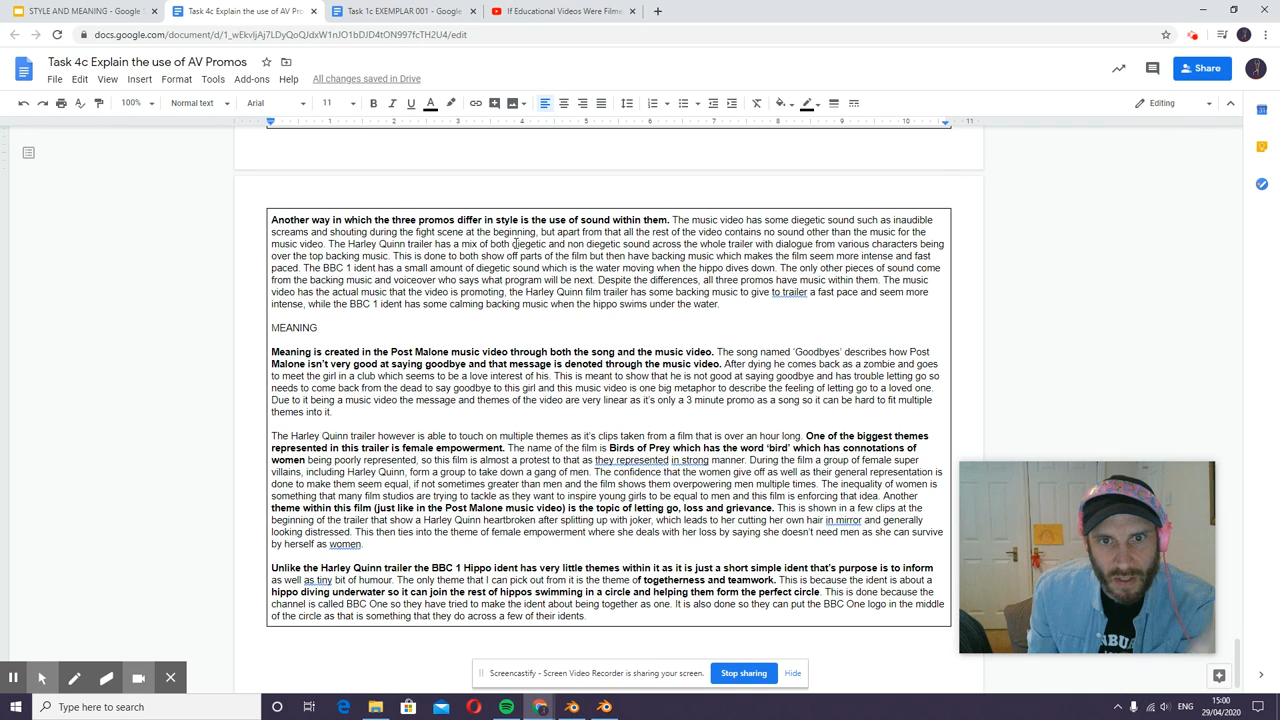 STYLE AND MEANING - Google S
Task 4c Explain the use of AV Pro
Task 1c EXEMPLAR 001 - Google
If Educational Videos Were Filme
docs.google.com/document/d/1_wEkvIjAj7LDyQoQJdxW1nJO1bDJD4tON997fcTH2U4/edit
Task 4c Explain the use of AV Promos
File Edit View Insert Format Tools Add-ons Help All changes saved in Drive
Share
100% Normal text Arial 11 Editing
1 2 3 4 5 6 7 8 9 10 11
Another way in which the three promos differ in style is the use of sound within them. The music video has some diegetic sound such as inaudible
screams and shouting during the fight scene at the beginning, but apart from that all the rest of the video contains no sound other than the music for the
music video. The Harley Quinn trailer has a mix of both diegetic and non diegetic sound across the whole trailer with dialogue from various characters being
over the top backing music. This is done to both show off parts of the film but then have backing music which makes the film seem more intense and fast
paced. The BBC 1 ident has a small amount of diegetic sound which is the water moving when the hippo dives down. The only other pieces of sound come
from the backing music and voiceover who says what program will be next. Despite the differences, all three promos have music within them. The music
video has the actual music that the video is promoting, the Harley Quinn film trailer has some backing music to give to trailer a fast pace and seem more
intense, while the BBC 1 ident has some calming backing music when the hippo swims under the water.
MEANING
Meaning is created in the Post Malone music video through both the song and the music video. The song named ‘Goodbyes’ describes how Post
Malone isn’t very good at saying goodbye and that message is denoted through the music video. After dying he comes back as a zombie and goes
to meet the girl in a club which seems to be a love interest of his. This is meant to show that he is not good at saying goodbye and has trouble letting go so
needs to come back from the dead to say goodbye to this girl and this music video is one big metaphor to describe the feeling of letting go to a loved one.
Due to it being a music video the message and themes of the video are very linear as it’s only a 3 minute promo as a song so it can be hard to fit multiple
themes into it.
The Harley Quinn trailer however is able to touch on multiple themes as it’s clips taken from a film that is over an hour long. One of the biggest themes
represented in this trailer is female empowerment. The name of the film is Birds of Prey which has the word ‘bird’ which has connotations of
women being poorly represented, so this film is almost a protest to that as they represented in strong manner. During the film a group of female super
villains, including Harley Quinn, form a group to take down a gang of men. The confidence that the women give off as well as their general representation is
done to make them seem equal, if not sometimes greater than men and the film shows them overpowering men multiple times. The inequality of women is
something that many film studios are trying to tackle as they want to inspire young girls to be equal to men and this film is enforcing that idea. Another
theme within this film (just like in the Post Malone music video) is the topic of letting go, loss and grievance. This is shown in a few clips at the
beginning of the trailer that show a Harley Quinn heartbroken after splitting up with joker, which leads to her cutting her own hair in mirror and generally
looking distressed. This then ties into the theme of female empowerment where she deals with her loss by saying she doesn’t need men as she can survive
by herself as women.
Unlike the Harley Quinn trailer the BBC 1 Hippo ident has very little themes within it as it is just a short simple ident that’s purpose is to inform
as well as tiny bit of humour. The only theme that I can pick out from it is the theme of togetherness and teamwork. This is because the ident is about a
hippo diving underwater so it can join the rest of hippos swimming in a circle and helping them form the perfect circle. This is done because the
channel is called BBC One so they have tried to make the ident about being together as one. It is also done so they can put the BBC One logo in the middle
of the circle as that is something that they do across a few of their idents.
Screencastify - Screen Video Recorder is sharing your screen. Stop sharing Hide
Type here to search
15:00
29/04/2020